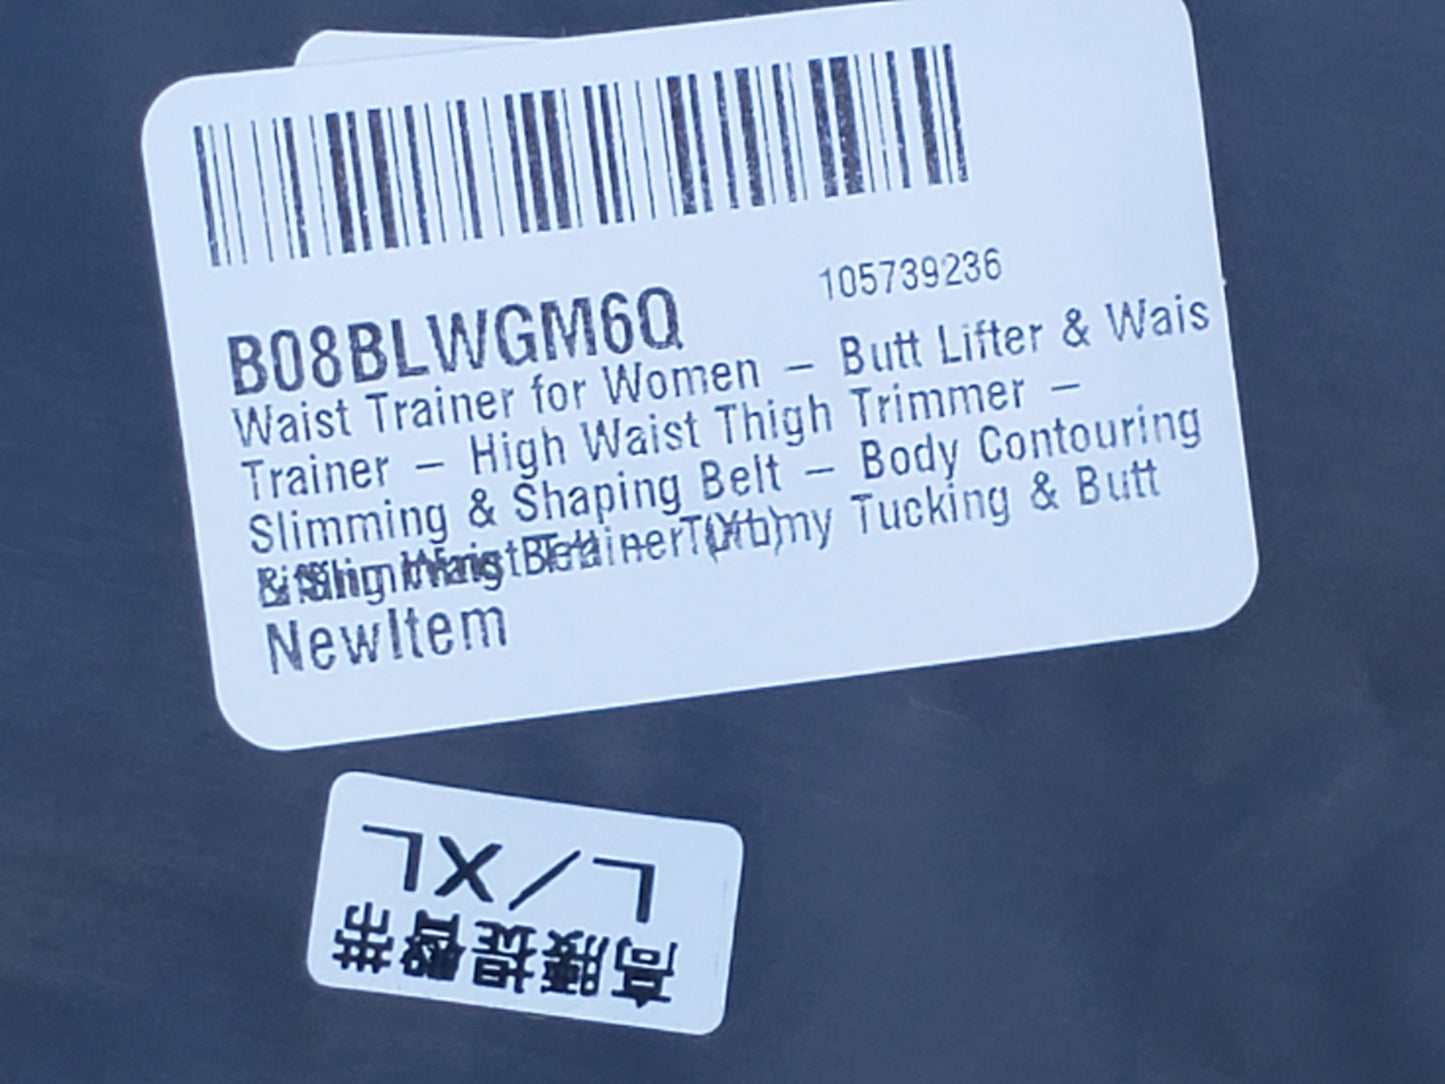 B08BLWGM6Q
105739236
Waist Trainer for Women – Butt Lifter & Wais
Trainer – High Waist Thigh Trimmer –
Slimming & Shaping Belt – Body Contouring
Tucking & Butt
NewItem
L/XL
高腰提臀带